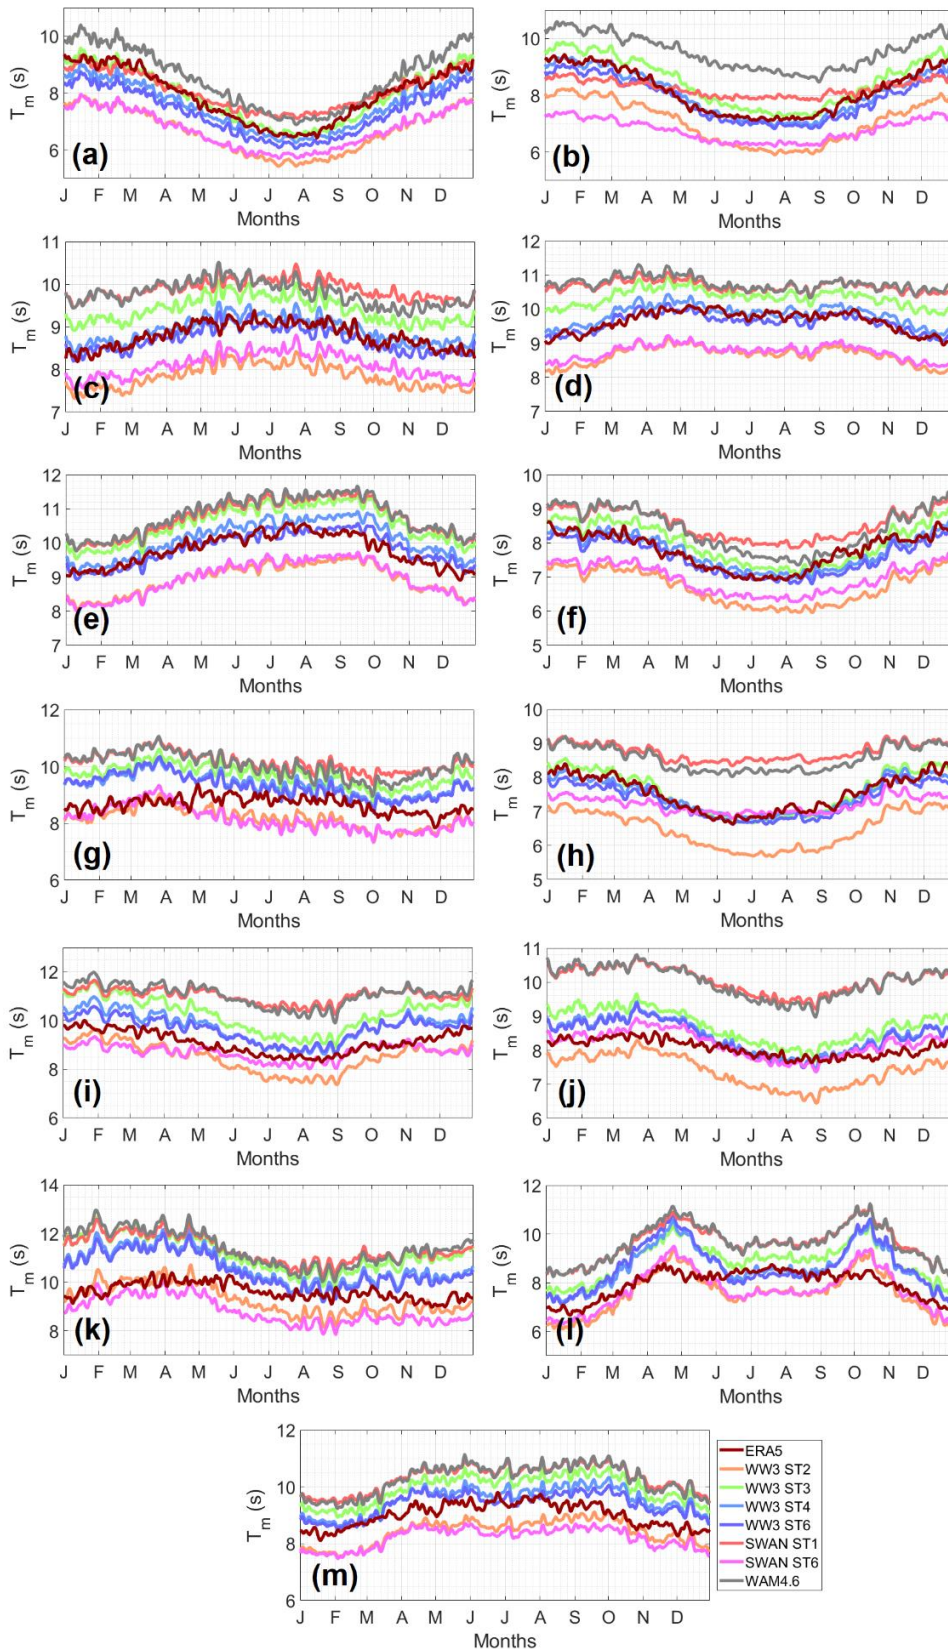 T_m (s)
10
8
6
(a)
J F M A M J J A S O N D
Months
T_m (s)
10
8
6
(b)
J F M A M J J A S O N D
Months
T_m (s)
11
10
9
8
7
(c)
J F M A M J J A S O N D
Months
T_m (s)
12
11
10
9
8
7
(d)
J F M A M J J A S O N D
Months
T_m (s)
12
11
10
9
8
7
(e)
J F M A M J J A S O N D
Months
T_m (s)
10
9
8
7
6
5
(f)
J F M A M J J A S O N D
Months
T_m (s)
12
10
8
6
(g)
J F M A M J J A S O N D
Months
T_m (s)
10
9
8
7
6
5
(h)
J F M A M J J A S O N D
Months
T_m (s)
12
10
8
6
(i)
J F M A M J J A S O N D
Months
T_m (s)
11
10
9
8
7
6
(j)
J F M A M J J A S O N D
Months
T_m (s)
14
12
10
8
(k)
J F M A M J J A S O N D
Months
T_m (s)
10
8
6
(l)
J F M A M J J A S O N D
Months
T_m (s)
12
10
8
6
(m)
J F M A M J J A S O N D
Months
ERA5
WW3 ST2
WW3 ST3
WW3 ST4
WW3 ST6
SWAN ST1
SWAN ST6
WAM4.6